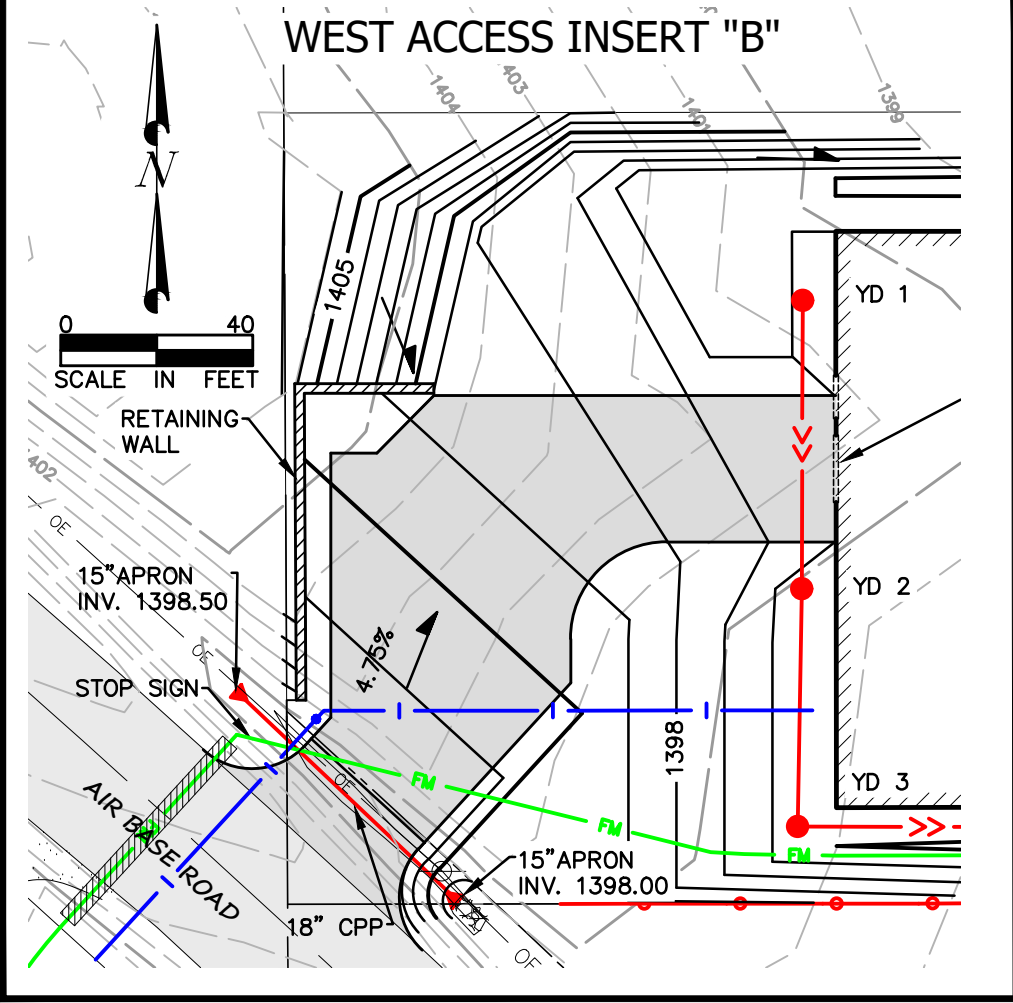 WEST ACCESS INSERT "B"
1404
403
1401
1399
N
1405
0 40
SCALE IN FEET
YD 1
RETAINING
WALL
402
OE
15"APRON
INV. 1398.50
YD 2
OE
4.75%
STOP SIGN
1398
YD 3
OE
FM
FM
FM
AIR BASE ROAD
15"APRON
INV. 1398.00
18" CPP
OE